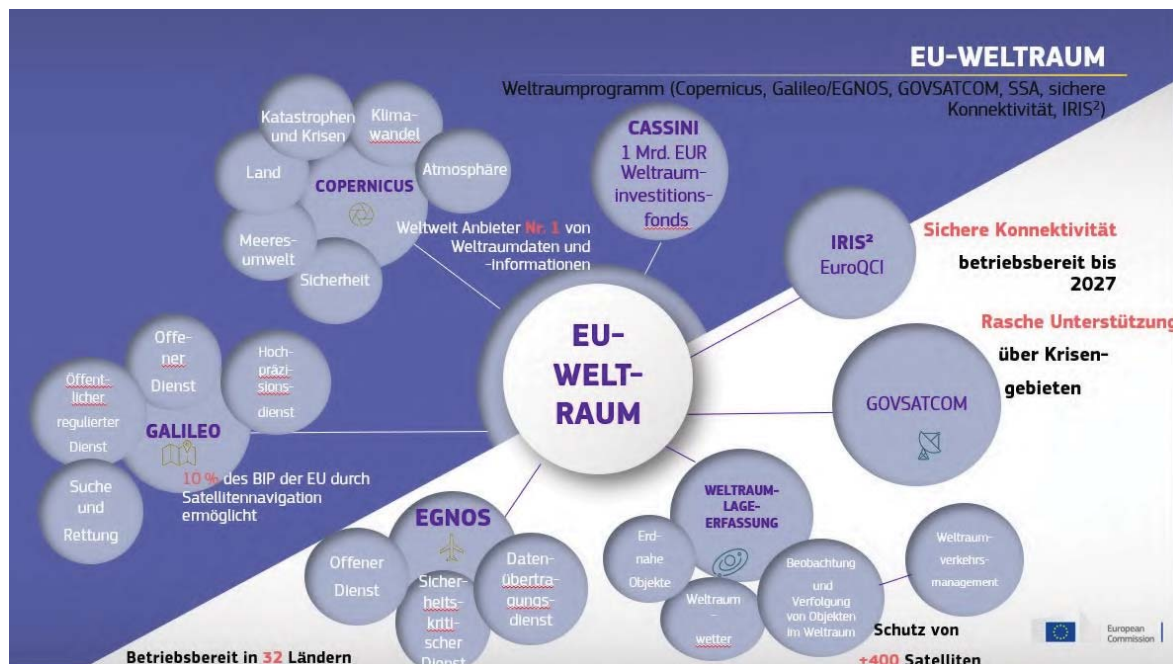 EU-WELTRAUM
Weltraumprogramm (Copernicus, Galileo/EGNOS, GOVSATCOM, SSA, sichere
Konnektivität, IRIS²)
Katastrophen
und Krisen
Klima-
wandel
Land
COPERNICUS
Atmosphäre
Meeres-
umwelt
Sicherheit
Weltweit Anbieter Nr. 1 von
Weltraumdaten und
-informationen
CASSINI
1 Mrd. EUR
Weltraum-
investitions-
fonds
IRIS²
EuroQCI
Sichere Konnektivität
betriebsbereit bis
2027
Rasche Unterstützung
über Krisen-
gebieten
GOVSATCOM
EU-
WELT-
RAUM
Offe-
ner
Dienst
Hoch-
präzi-
sions-
dienst
Öffent-
licher
regulierter
Dienst
GALILEO
Suche
und
Rettung
10 % des BIP der EU durch
Satellitennavigation
ermöglicht
EGNOS
Offener
Dienst
Sicher-
heits-
kriti-
scher
Dienst
Daten-
übertra-
gungs-
dienst
Betriebsbereit in 32 Ländern
WELTRAUM-
LAGE-
ERFASSUNG
Erd-
nahe
Objekte
Weltraum
wetter
Beobachtung
und
Verfolgung
von Objekten
im Weltraum
Weltraum-
verkehrs-
management
Schutz von
+400 Satelliten
European
Commission